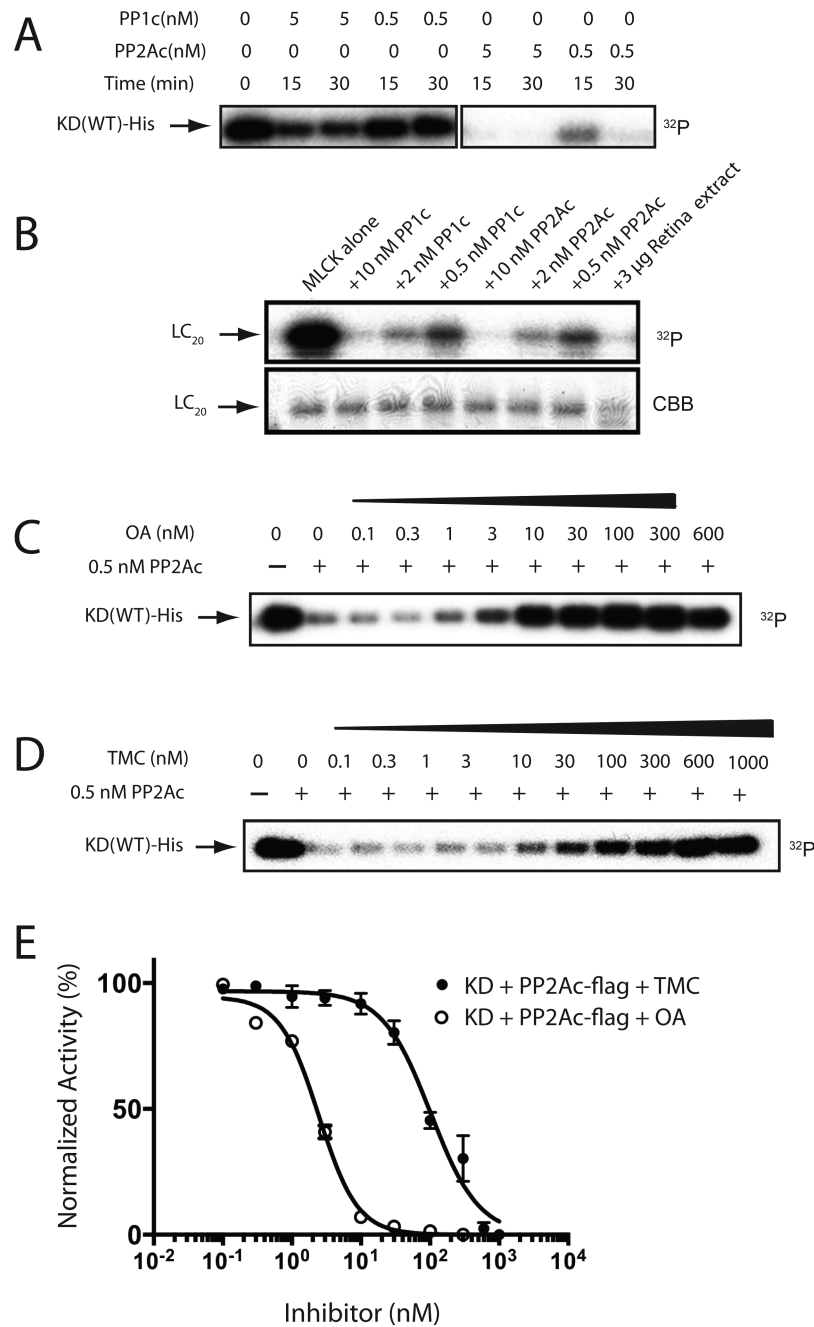 A
PP1c(nM) 0 5 5 0.5 0.5 0 0 0 0
PP2Ac(nM) 0 0 0 0 0 5 5 0.5 0.5
Time (min) 0 15 30 15 30 15 30 15 30
KD(WT)-His 32P
B
MLCK alone
+10 nM PP1c
+2 nM PP1c
+0.5 nM PP1c
+10 nM PP2Ac
+2 nM PP2Ac
+0.5 nM PP2Ac
+3 µg Retina extract
LC20 32P
LC20 CBB
C
OA (nM) 0 0 0.1 0.3 1 3 10 30 100 300 600
0.5 nM PP2Ac − + + + + + + + + + +
KD(WT)-His 32P
D
TMC (nM) 0 0 0.1 0.3 1 3 10 30 100 300 600 1000
0.5 nM PP2Ac − + + + + + + + + + + +
KD(WT)-His 32P
E
Normalized Activity (%)
100
50
0
KD + PP2Ac-flag + TMC
KD + PP2Ac-flag + OA
10-2 10-1 100 101 102 103 104
Inhibitor (nM)